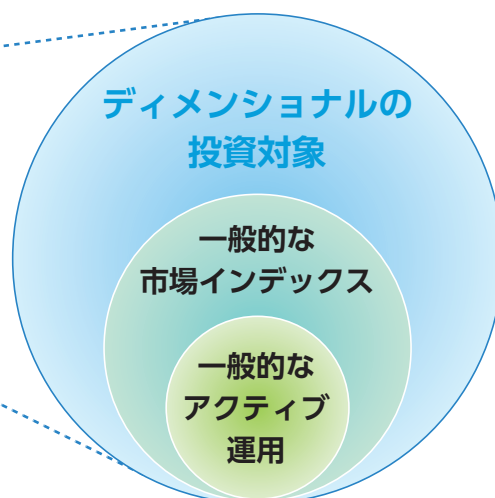 ディメンショナルの
投資対象
一般的な
市場インデックス
一般的な
アクティブ
運用